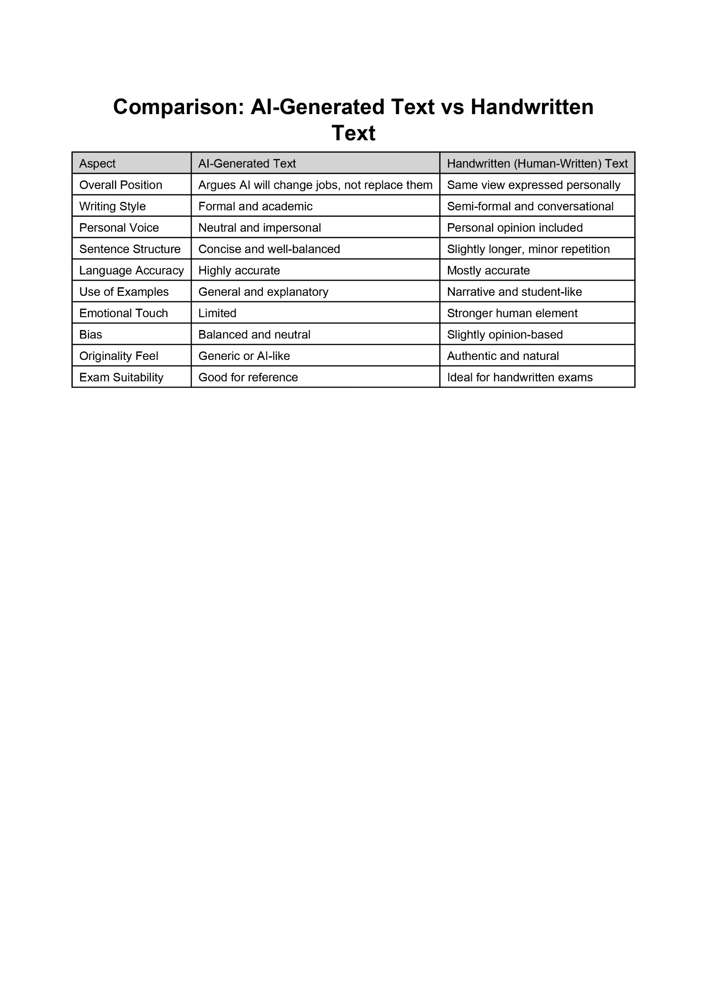 Comparison: AI-Generated Text vs Handwritten
Text
Aspect AI-Generated Text Handwritten (Human-Written) Text
Overall Position Argues AI will change jobs, not replace them Same view expressed personally
Writing Style Formal and academic Semi-formal and conversational
Personal Voice Neutral and impersonal Personal opinion included
Sentence Structure Concise and well-balanced Slightly longer, minor repetition
Language Accuracy Highly accurate Mostly accurate
Use of Examples General and explanatory Narrative and student-like
Emotional Touch Limited Stronger human element
Bias Balanced and neutral Slightly opinion-based
Originality Feel Generic or AI-like Authentic and natural
Exam Suitability Good for reference Ideal for handwritten exams